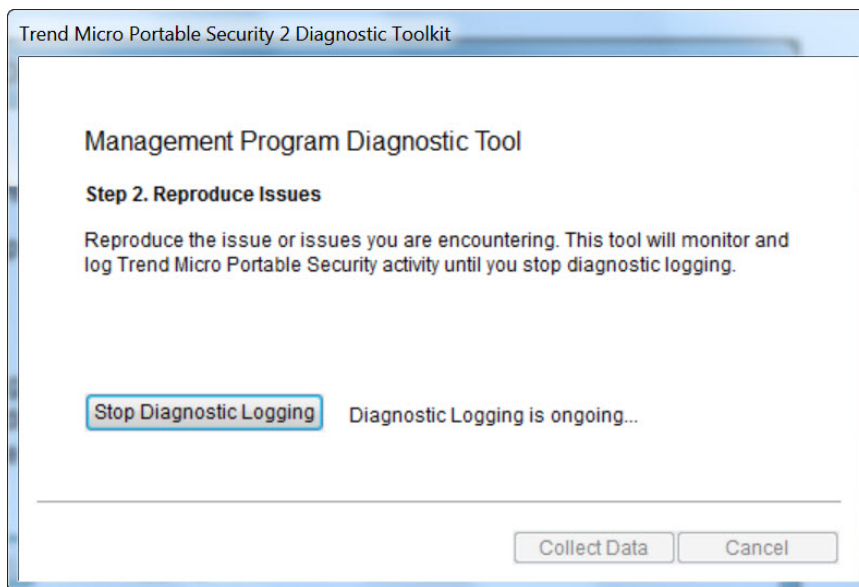 Trend Micro Portable Security 2 Diagnostic Toolkit
Management Program Diagnostic Tool
Step 2. Reproduce Issues
Reproduce the issue or issues you are encountering. This tool will monitor and
log Trend Micro Portable Security activity until you stop diagnostic logging.
Stop Diagnostic Logging
Diagnostic Logging is ongoing...
Collect Data
Cancel